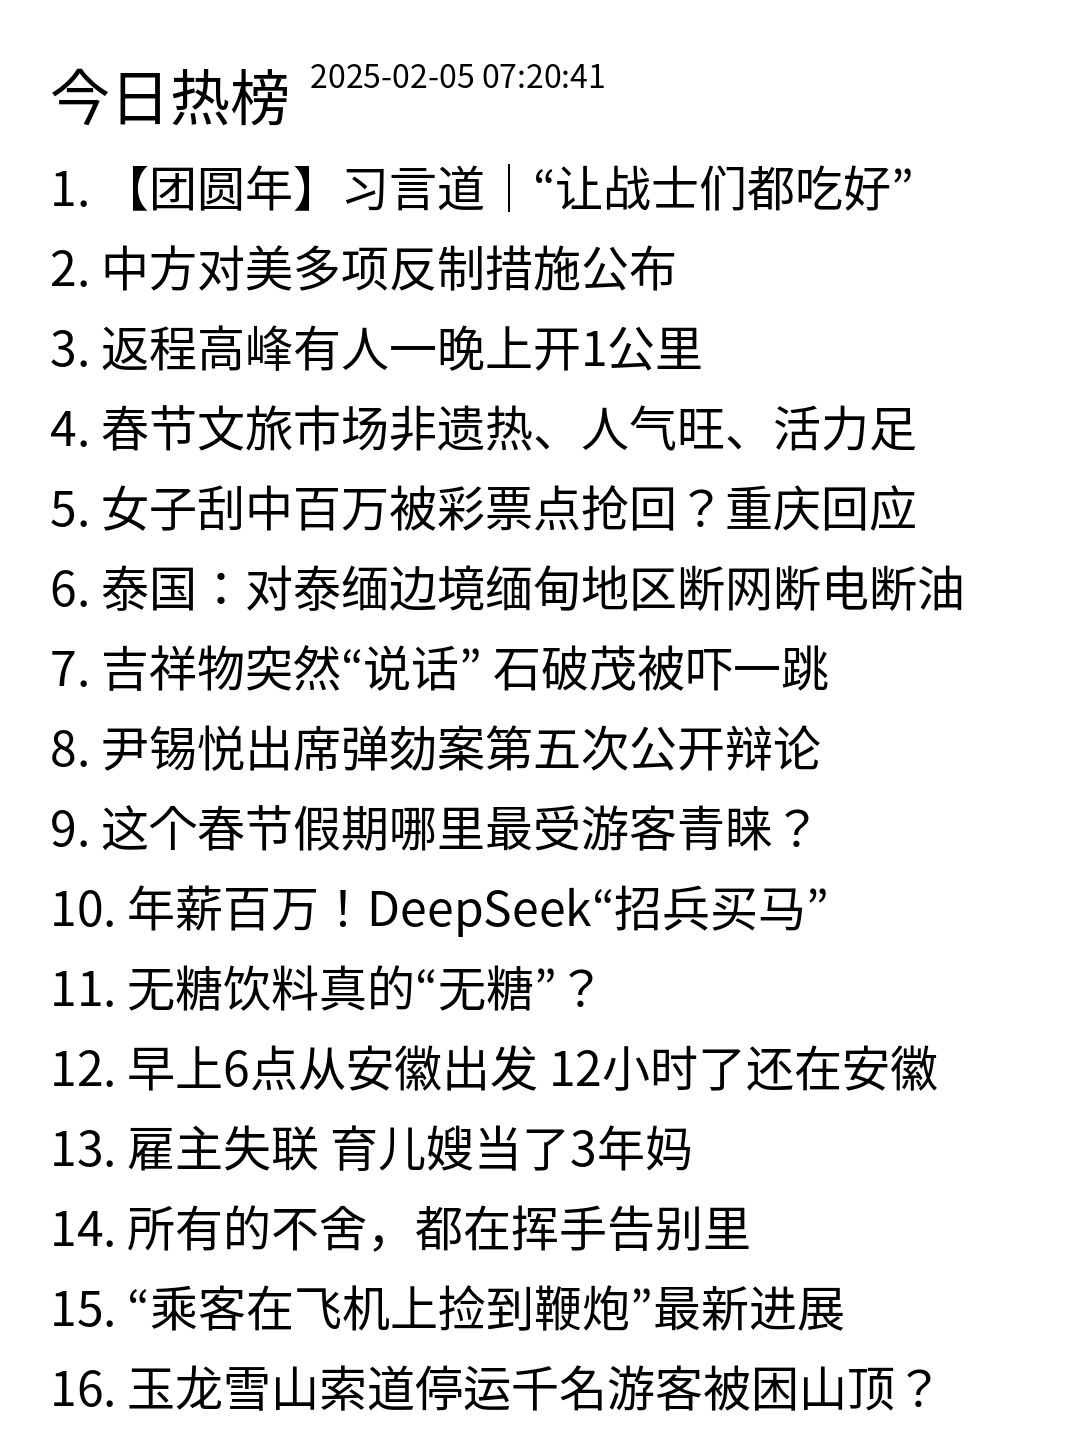 今日热榜 2025-02-05 07:20:41
1. 【团圆年】习言道｜“让战士们都吃好”
2. 中方对美多项反制措施公布
3. 返程高峰有人一晚上开1公里
4. 春节文旅市场非遗热、人气旺、活力足
5. 女子刮中百万被彩票点抢回？重庆回应
6. 泰国：对泰缅边境缅甸地区断网断电断油
7. 吉祥物突然“说话” 石破茂被吓一跳
8. 尹锡悦出席弹劾案第五次公开辩论
9. 这个春节假期哪里最受游客青睐？
10. 年薪百万！DeepSeek“招兵买马”
11. 无糖饮料真的“无糖”？
12. 早上6点从安徽出发 12小时了还在安徽
13. 雇主失联 育儿嫂当了3年妈
14. 所有的不舍，都在挥手告别里
15. “乘客在飞机上捡到鞭炮”最新进展
16. 玉龙雪山索道停运千名游客被困山顶？